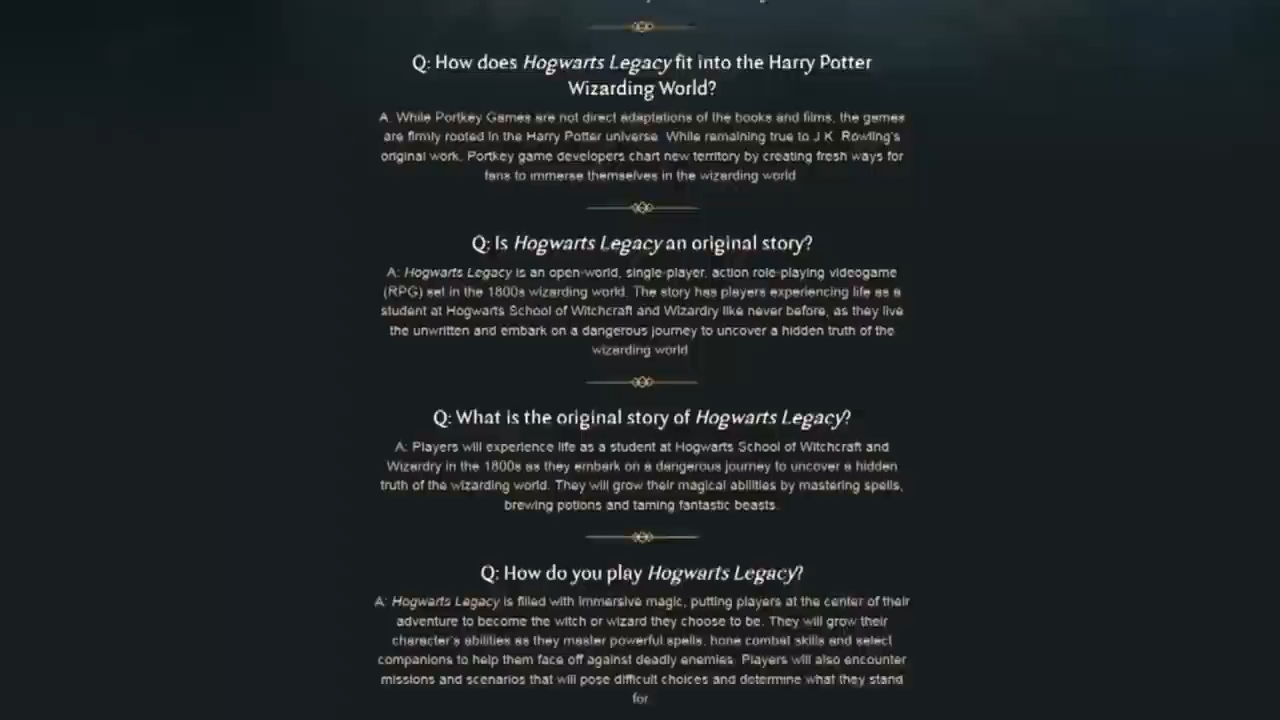 Q: How does Hogwarts Legacy fit into the Harry Potter
Wizarding World?
A. While Portkey Games are not direct adaptations of the books and films, the games
are firmly rooted in the Harry Potter universe. While remaining true to J.K. Rowling's
original work, Portkey game developers chart new territory by creating fresh ways for
fans to immerse themselves in the wizarding world
Q: Is Hogwarts Legacy an original story?
A: Hogwarts Legacy is an open-world, single-player, action role-playing videogame
(RPG) set in the 1800s wizarding world. The story has players experiencing life as a
student at Hogwarts School of Witchcraft and Wizardry like never before, as they live
the unwritten and embark on a dangerous journey to uncover a hidden truth of the
wizarding world
Q: What is the original story of Hogwarts Legacy?
A: Players will experience life as a student at Hogwarts School of Witchcraft and
Wizardry in the 1800s as they embark on a dangerous journey to uncover a hidden
truth of the wizarding world. They will grow their magical abilities by mastering spells,
brewing potions and taming fantastic beasts.
Q: How do you play Hogwarts Legacy?
A: Hogwarts Legacy is filled with immersive magic, putting players at the center of their
adventure to become the witch or wizard they choose to be. They will grow their
character's abilities as they master powerful spells, hone combat skills and select
companions to help them face off against deadly enemies. Players will also encounter
missions and scenarios that will pose difficult choices and determine what they stand
for.